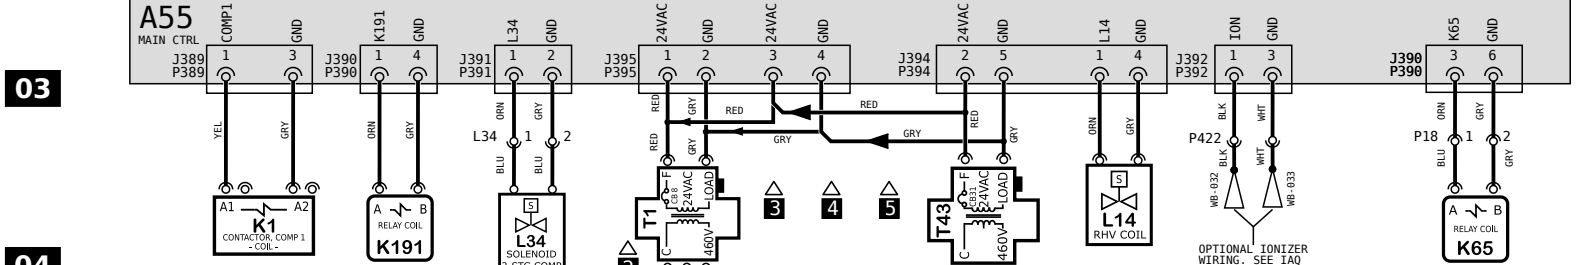 A55
MAIN CTRL
COMP1 GND K191 GND L34 GND 24VAC GND 24VAC GND 24VAC GND L14 GND ION GND K65 GND
J389 1 3 J390 1 4 J391 1 2 J395 1 2 3 4 J394 2 5 1 4 J392 1 3 J390 3 6
P389 P390 P391 P395 P394 P392 P390
03
YEL GRY ORN GRY ORN GRY RED GRY RED RED RED GRY BLK WHT ORN GRY
L34 1 2 RED GRY GRY GRY P422 P18 1 2
BLU BLU BLK WHT BLU GRY
WB-032 WB-033
A1 A2
K1
CONTACTOR, COMP 1
- COIL -
A B
RELAY COIL
K191
S
L34
SOLENOID
2 STG COMP
T1
F
CB8
24VAC
LOAD
C
460V
3 4 5
2
T43
F
CB31
24VAC
LOAD
C
460V
S
L14
RHV COIL
OPTIONAL IONIZER
WIRING. SEE IAQ
A B
RELAY COIL
K65
04